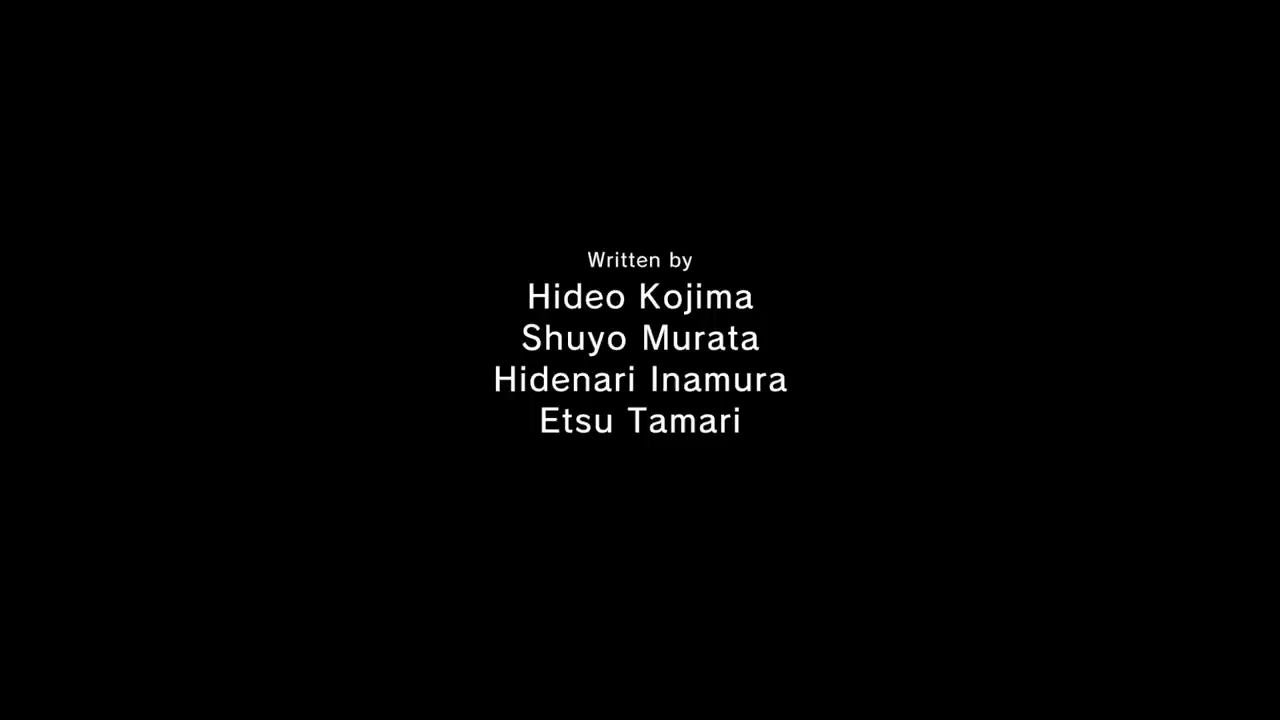 Written by
Hideo Kojima
Shuyo Murata
Hidenari Inamura
Etsu Tamari